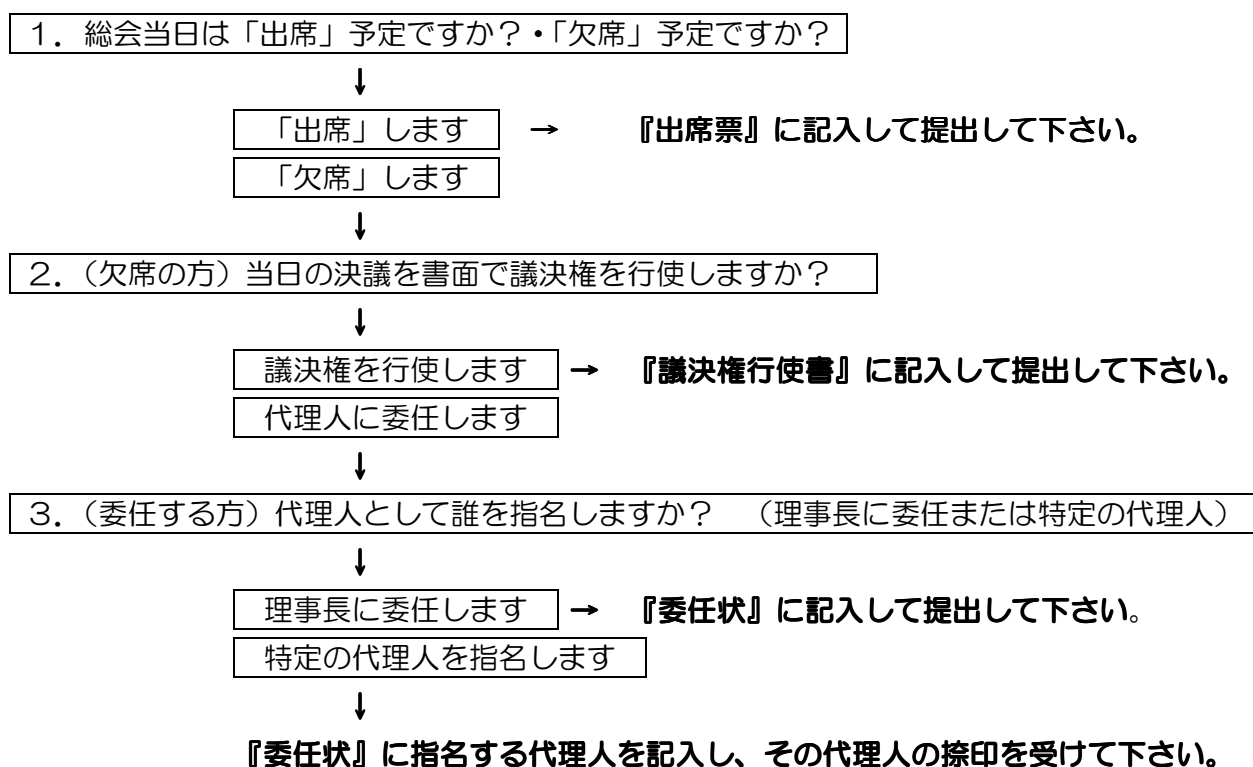 １．総会当日は「出席」予定ですか？・「欠席」予定ですか？
↓
「出席」します → 『出席票』に記入して提出して下さい。
「欠席」します
↓
２．（欠席の方）当日の決議を書面で議決権を行使しますか？
↓
議決権を行使します → 『議決権行使書』に記入して提出して下さい。
代理人に委任します
↓
３．（委任する方）代理人として誰を指名しますか？　（理事長に委任または特定の代理人）
↓
理事長に委任します → 『委任状』に記入して提出して下さい。
特定の代理人を指名します
↓
『委任状』に指名する代理人を記入し、その代理人の捺印を受けて下さい。